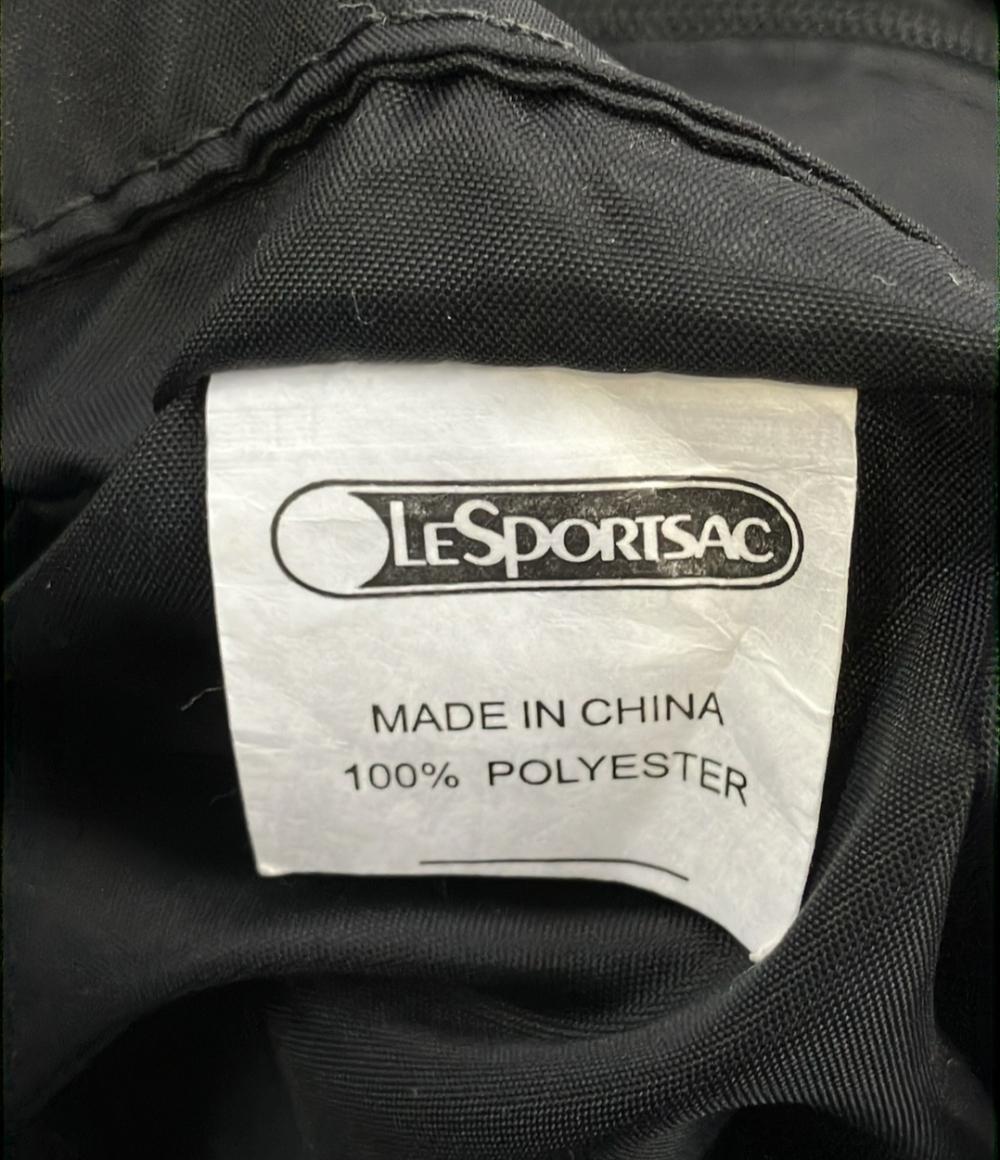 LESPORTSAC
MADE IN CHINA
100% POLYESTER